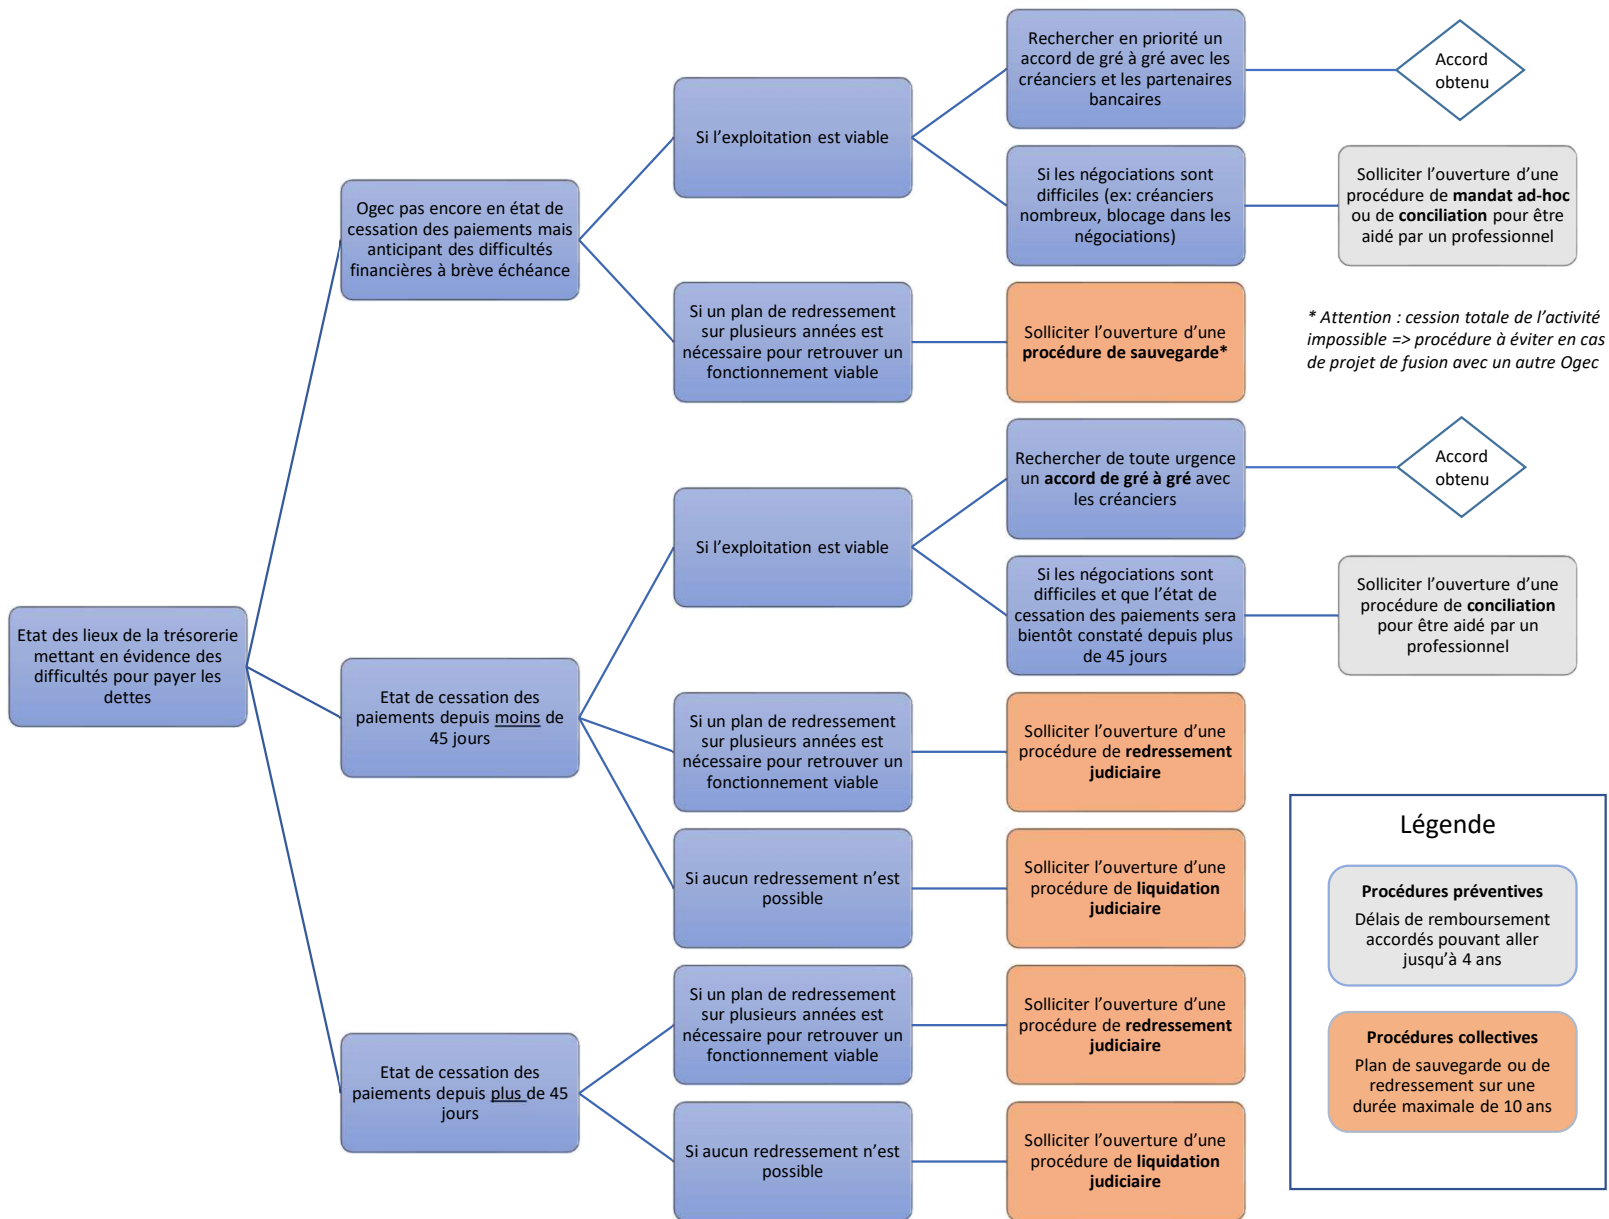 Rechercher en priorité un
accord de gré à gré avec les
créanciers et les partenaires
bancaires
Accord
obtenu
Si l’exploitation est viable
Si les négociations sont
difficiles (ex: créanciers
nombreux, blocage dans les
négociations)
Solliciter l’ouverture d’une
procédure de mandat ad-hoc
ou de conciliation pour être
aidé par un professionnel
Ogec pas encore en état de
cessation des paiements mais
anticipant des difficultés
financières à brève échéance
Si un plan de redressement
sur plusieurs années est
nécessaire pour retrouver un
fonctionnement viable
Solliciter l’ouverture d’une
procédure de sauvegarde*
* Attention : cession totale de l’activité
impossible => procédure à éviter en cas
de projet de fusion avec un autre Ogec
Rechercher de toute urgence
un accord de gré à gré avec
les créanciers
Accord
obtenu
Si l’exploitation est viable
Si les négociations sont
difficiles et que l’état de
cessation des paiements sera
bientôt constaté depuis plus
de 45 jours
Solliciter l’ouverture d’une
procédure de conciliation
pour être aidé par un
professionnel
Etat des lieux de la trésorerie
mettant en évidence des
difficultés pour payer les
dettes
Etat de cessation des
paiements depuis moins de
45 jours
Si un plan de redressement
sur plusieurs années est
nécessaire pour retrouver un
fonctionnement viable
Solliciter l’ouverture d’une
procédure de redressement
judiciaire
Si aucun redressement n’est
possible
Solliciter l’ouverture d’une
procédure de liquidation
judiciaire
Si un plan de redressement
sur plusieurs années est
nécessaire pour retrouver un
fonctionnement viable
Solliciter l’ouverture d’une
procédure de redressement
judiciaire
Etat de cessation des
paiements depuis plus de 45
jours
Si aucun redressement n’est
possible
Solliciter l’ouverture d’une
procédure de liquidation
judiciaire
Légende
Procédures préventives
Délais de remboursement
accordés pouvant aller
jusqu’à 4 ans
Procédures collectives
Plan de sauvegarde ou de
redressement sur une
durée maximale de 10 ans